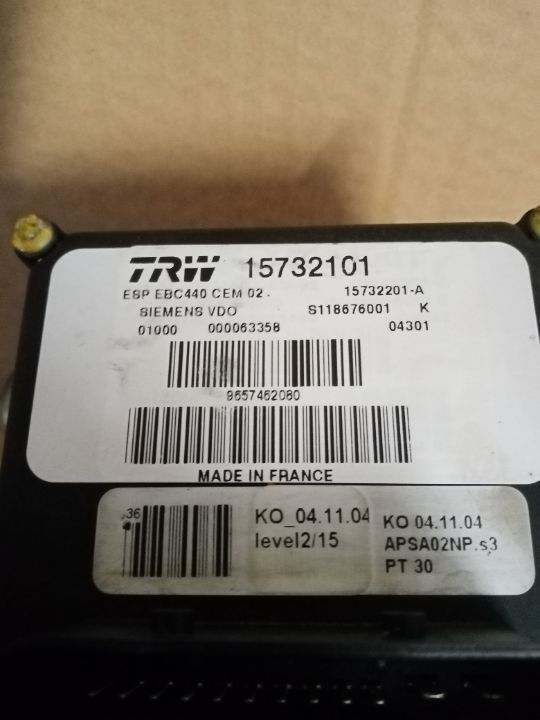 TRW 15732101
ESP EBC440 CEM 02. 15732201-A
SIEMENS VDO S118676001 K
01000 000063358 04301
9657462080
MADE IN FRANCE
36
KO_04.11.04 KO 04.11.04
level2/15 APSA02NP.s3
PT 30